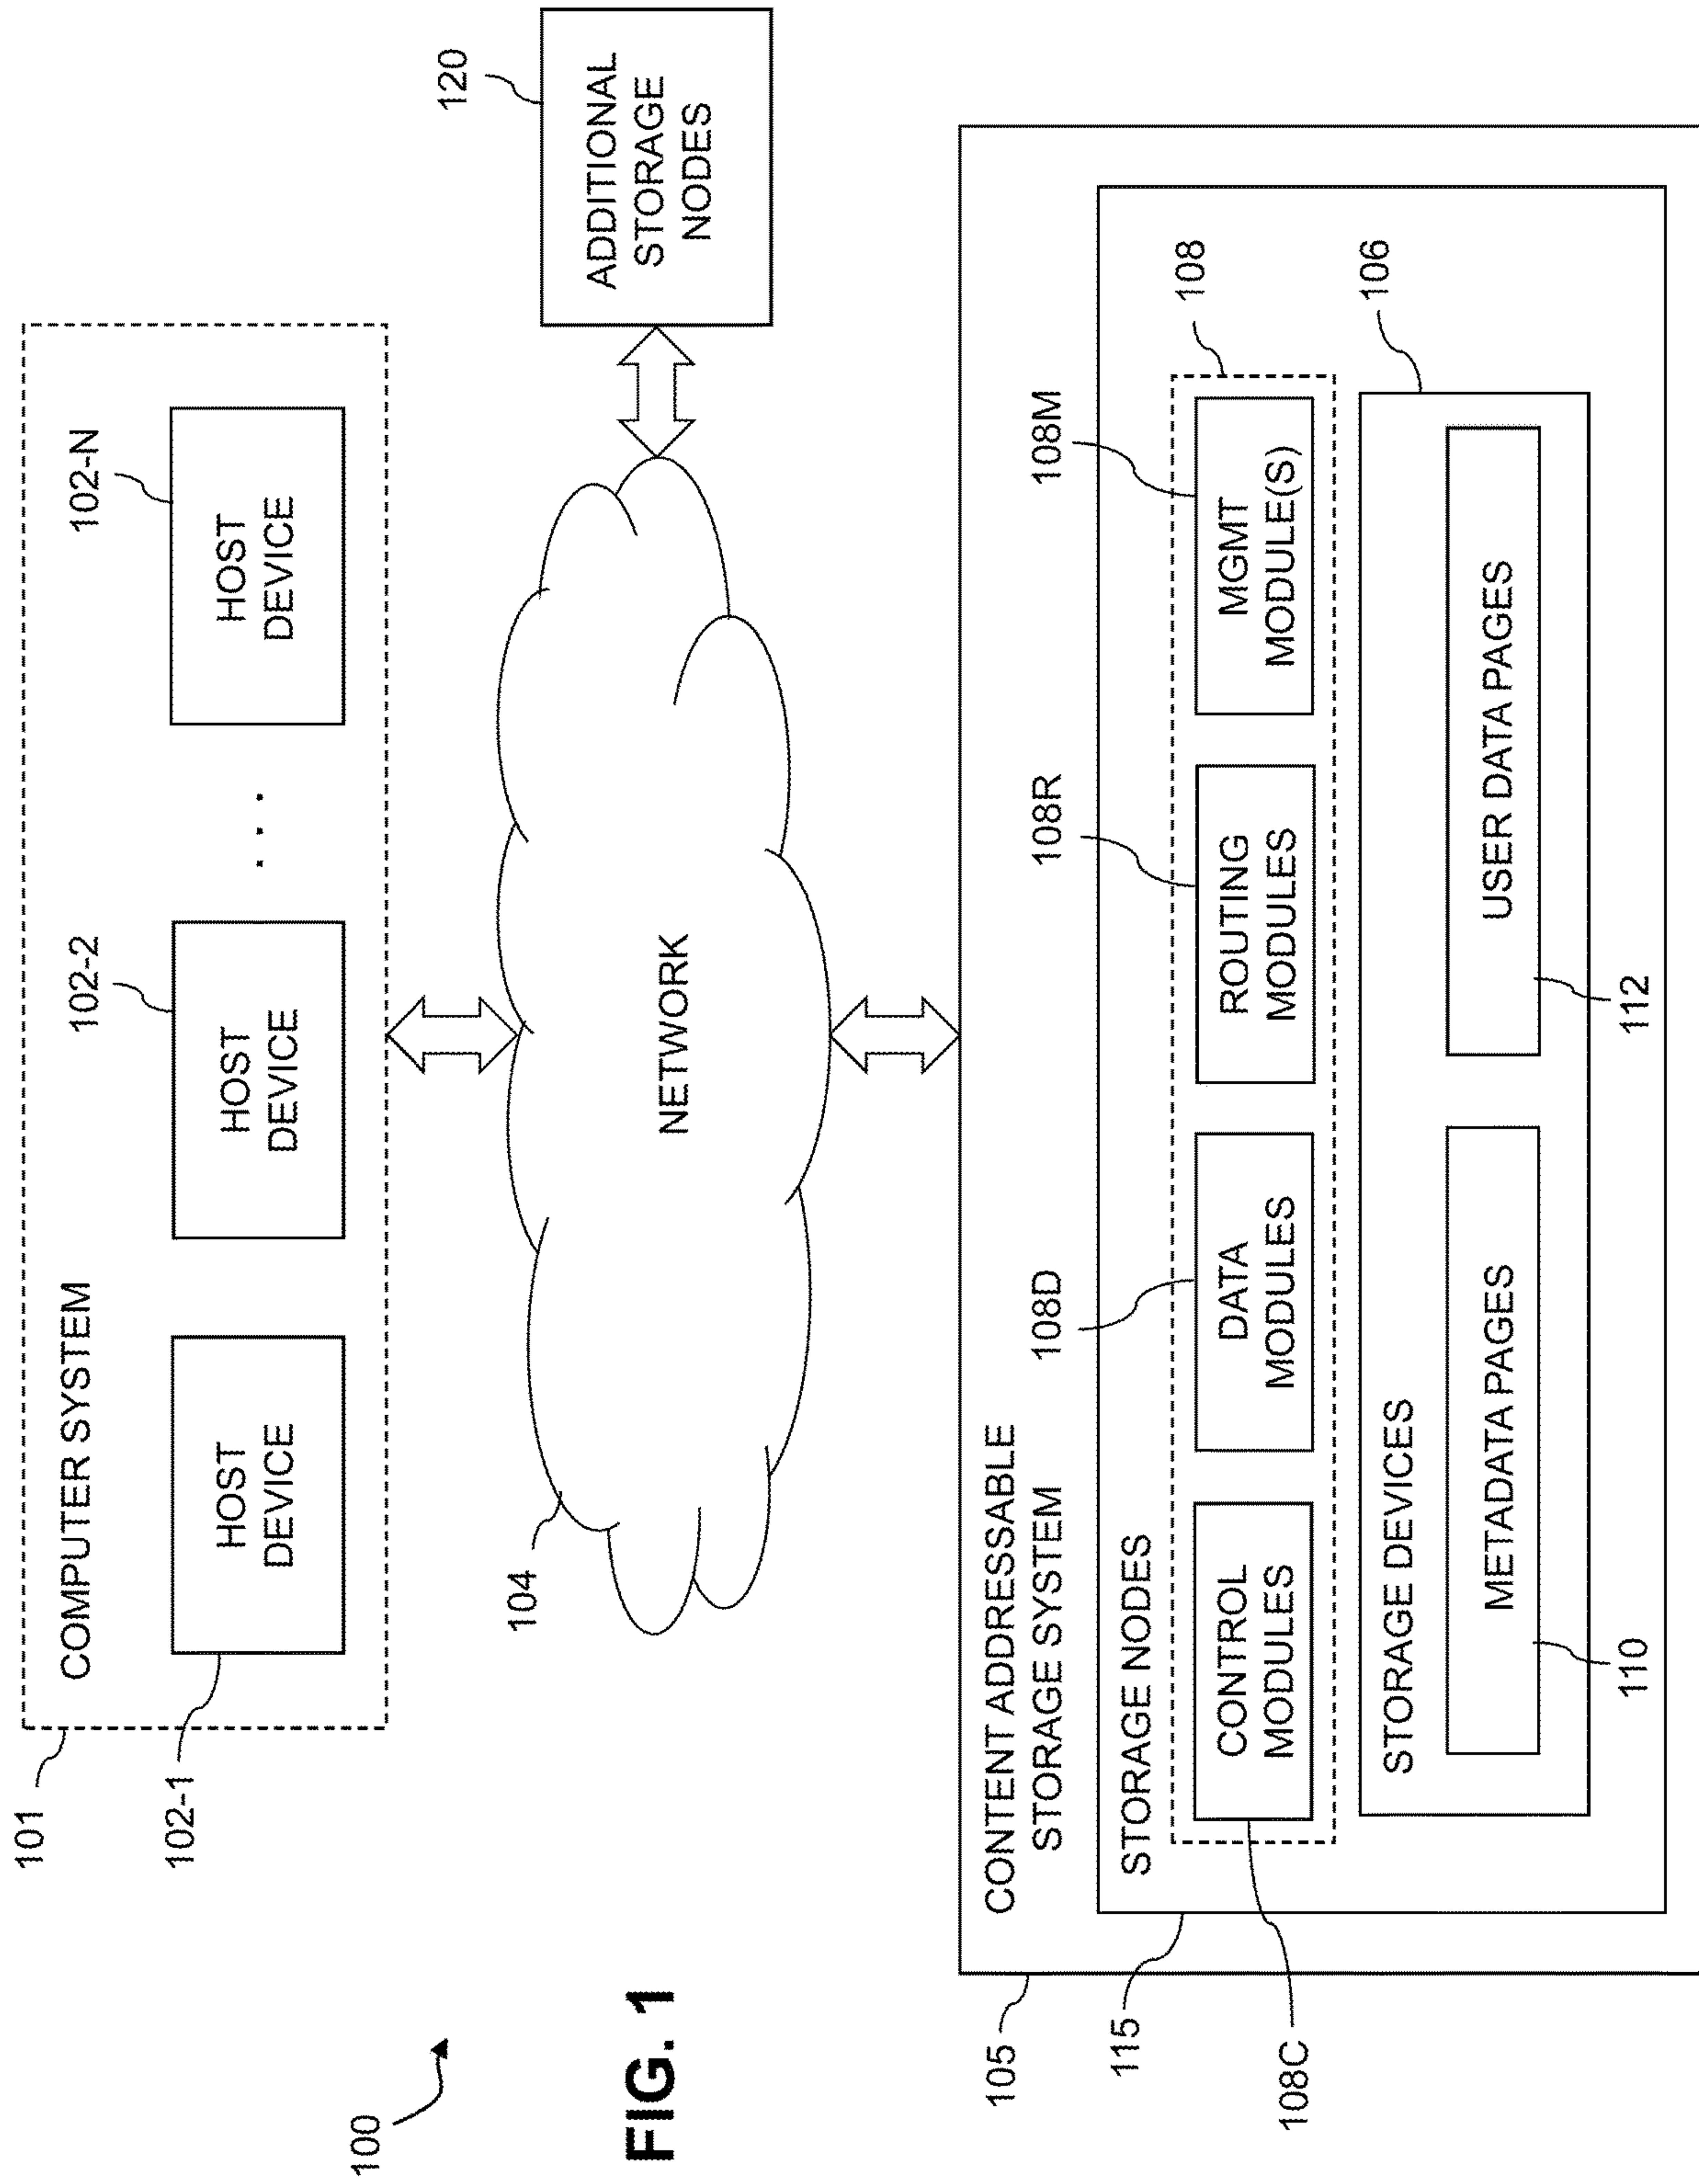 100
FIG. 1
101
COMPUTER SYSTEM
102-1
HOST
DEVICE
102-2
HOST
DEVICE
. . .
102-N
HOST
DEVICE
104
NETWORK
120
ADDITIONAL
STORAGE
NODES
105
CONTENT ADDRESSABLE
STORAGE SYSTEM
115
STORAGE NODES
108
108C
CONTROL
MODULES
108D
DATA
MODULES
108R
ROUTING
MODULES
108M
MGMT
MODULE(S)
106
STORAGE DEVICES
METADATA PAGES
110
USER DATA PAGES
112